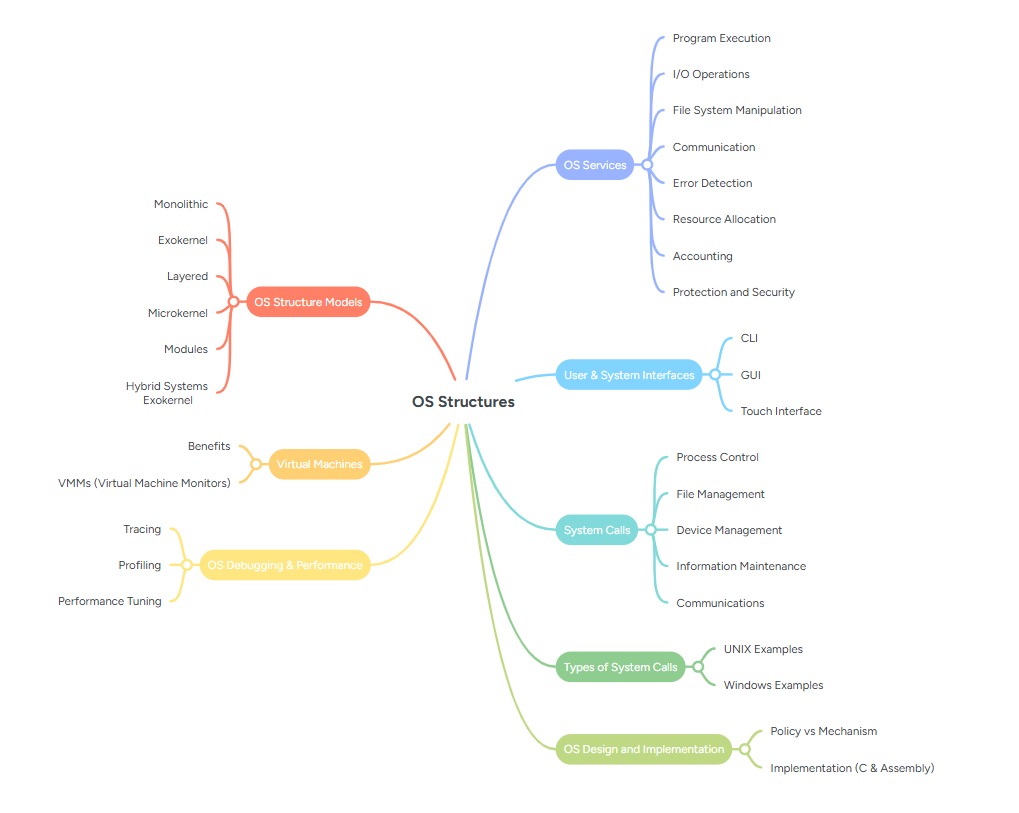 OS Structures
OS Services
Program Execution
I/O Operations
File System Manipulation
Communication
Error Detection
Resource Allocation
Accounting
Protection and Security
User & System Interfaces
CLI
GUI
Touch Interface
System Calls
Process Control
File Management
Device Management
Information Maintenance
Communications
Types of System Calls
UNIX Examples
Windows Examples
OS Design and Implementation
Policy vs Mechanism
Implementation (C & Assembly)
OS Structure Models
Monolithic
Exokernel
Layered
Microkernel
Modules
Hybrid Systems
Exokernel
Virtual Machines
Benefits
VMMs (Virtual Machine Monitors)
OS Debugging & Performance
Tracing
Profiling
Performance Tuning